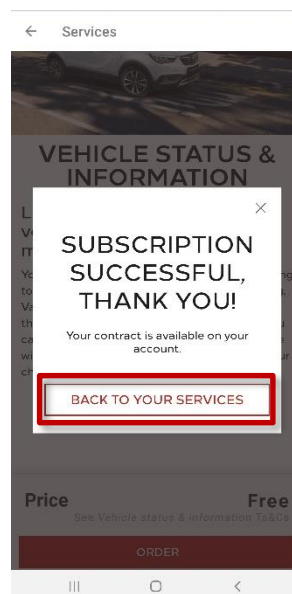 Services
VEHICLE STATUS &
INFORMATION
SUBSCRIPTION
SUCCESSFUL,
THANK YOU!
Your contract is available on your
account.
BACK TO YOUR SERVICES
Price
Free
See Vehicle status & information Ts&Cs
ORDER